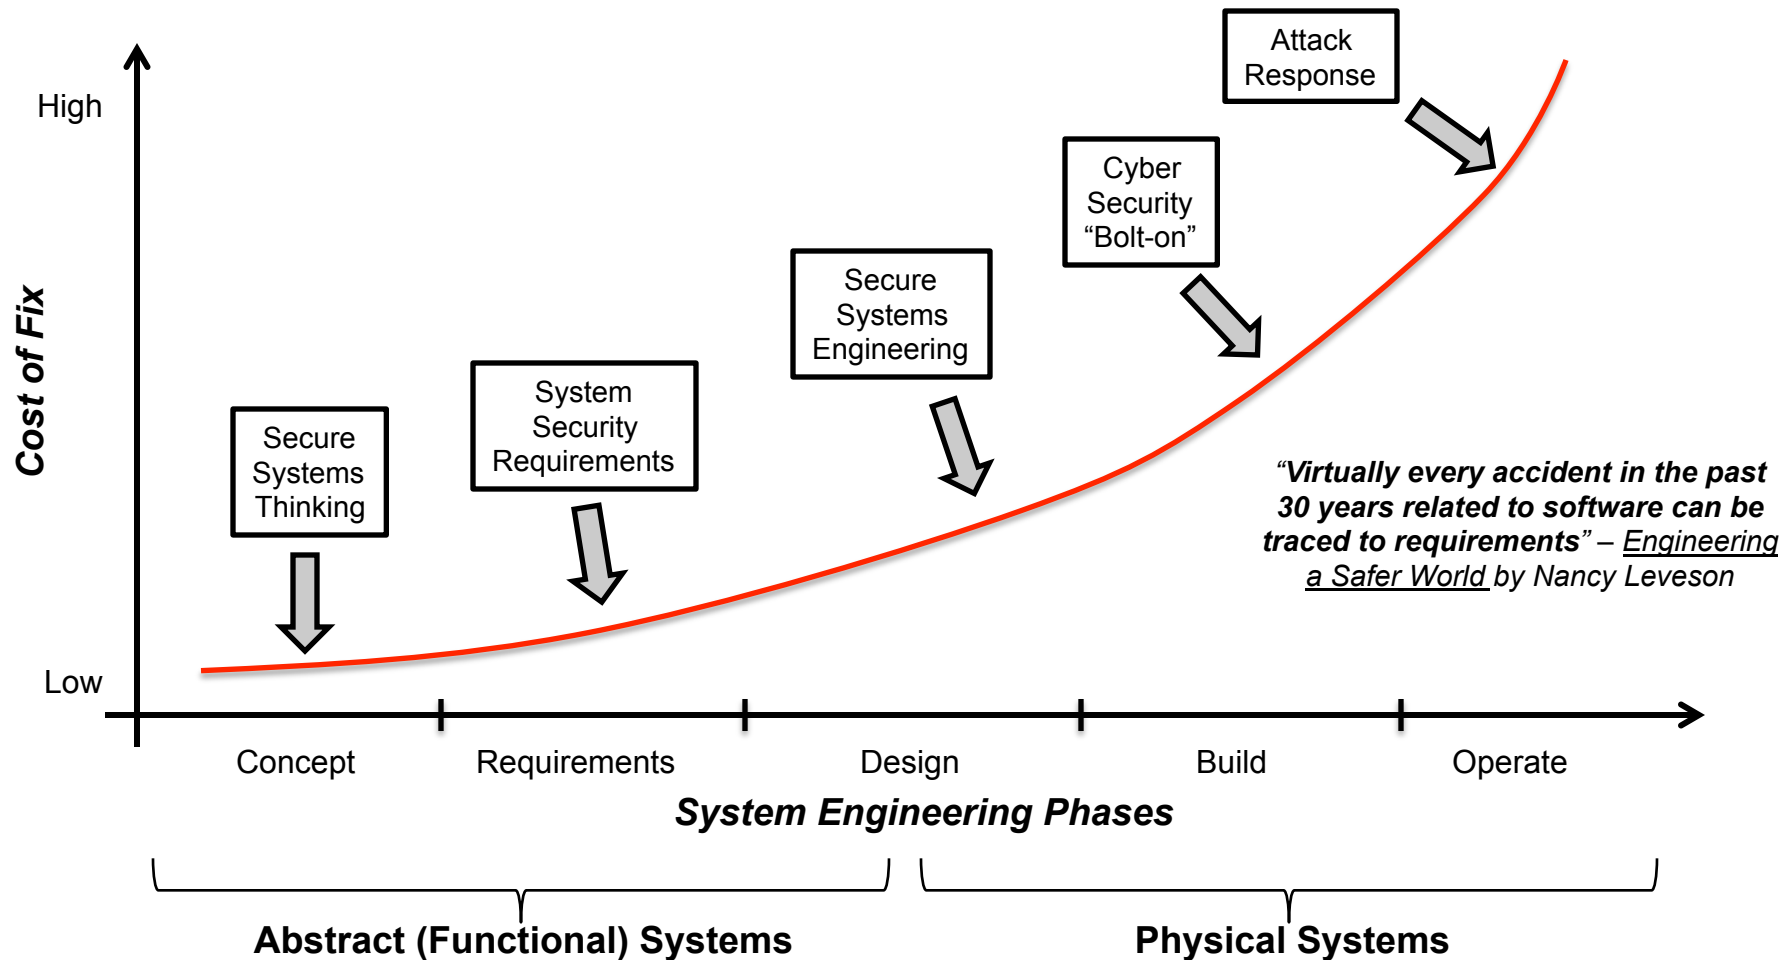 Attack
Response
High
Cyber
Security
“Bolt-on”
Secure
Systems
Engineering
Cost of Fix
System
Security
Requirements
Secure
Systems
Thinking
“Virtually every accident in the past
30 years related to software can be
traced to requirements” – Engineering
a Safer World by Nancy Leveson
Low
Concept
Requirements
Design
Build
Operate
System Engineering Phases
Abstract (Functional) Systems
Physical Systems